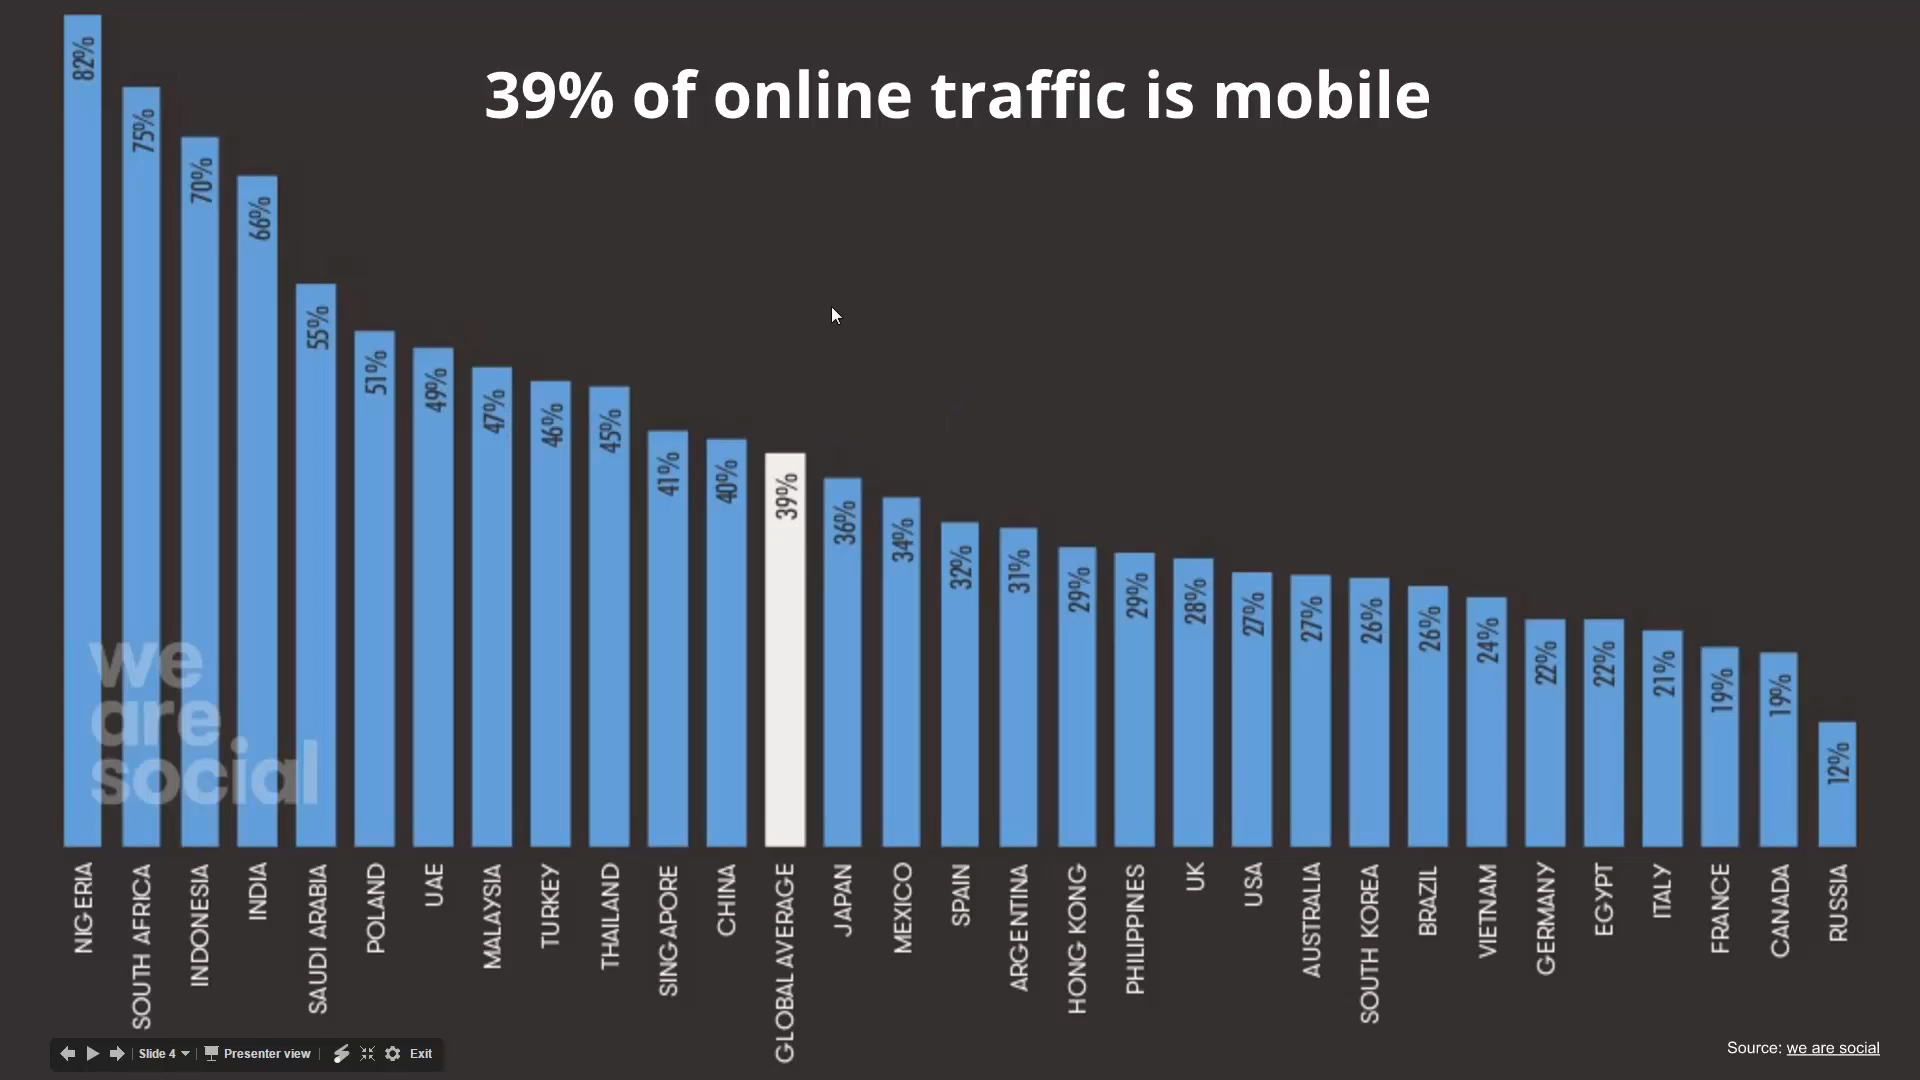 39% of online traffic is mobile
82%
75%
70%
66%
55%
51%
49%
47%
46%
45%
41%
40%
39%
36%
34%
32%
31%
29%
29%
28%
27%
27%
26%
26%
24%
22%
22%
21%
19%
19%
12%
we
are
social
NIGERIA
SOUTH AFRICA
INDONESIA
INDIA
SAUDI ARABIA
POLAND
UAE
MALAYSIA
TURKEY
THAILAND
SINGAPORE
CHINA
GLOBAL AVERAGE
JAPAN
MEXICO
SPAIN
ARGENTINA
HONG KONG
PHILIPPINES
UK
USA
AUSTRALIA
SOUTH KOREA
BRAZIL
VIETNAM
GERMANY
EGYPT
ITALY
FRANCE
CANADA
RUSSIA
Slide 4 Presenter view Exit
Source: we are social